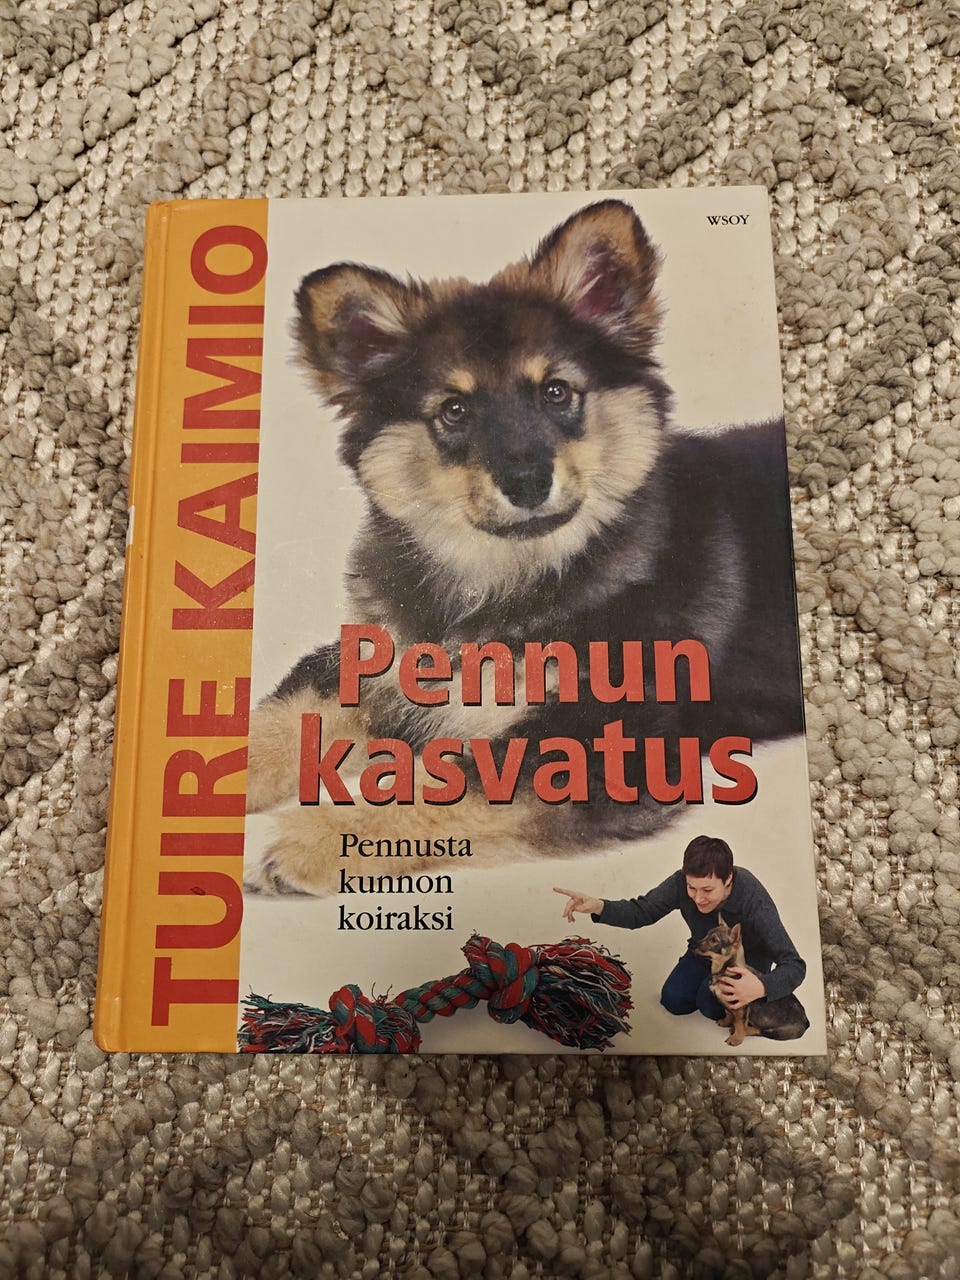 WSOY
TUIRE KAIMIO
Pennun
kasvatus
Pennusta
kunnon
koiraksi